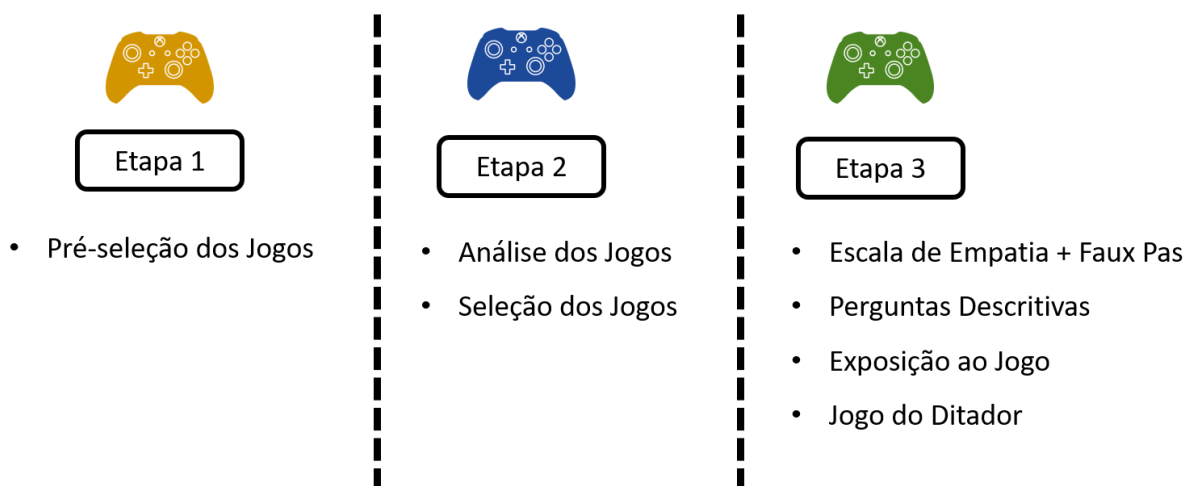 Etapa 1
• Pré-seleção dos Jogos
Etapa 2
• Análise dos Jogos
• Seleção dos Jogos
Etapa 3
• Escala de Empatia + Faux Pas
• Perguntas Descritivas
• Exposição ao Jogo
• Jogo do Ditador